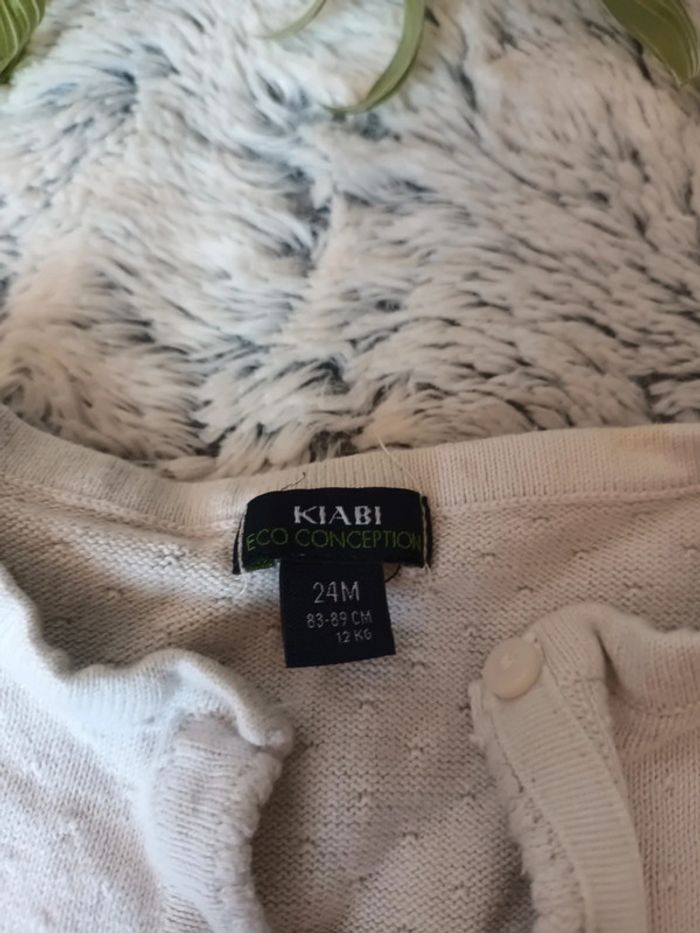 KIABI
ECO CONCEPTION
24M
83-89 CM
12 KG